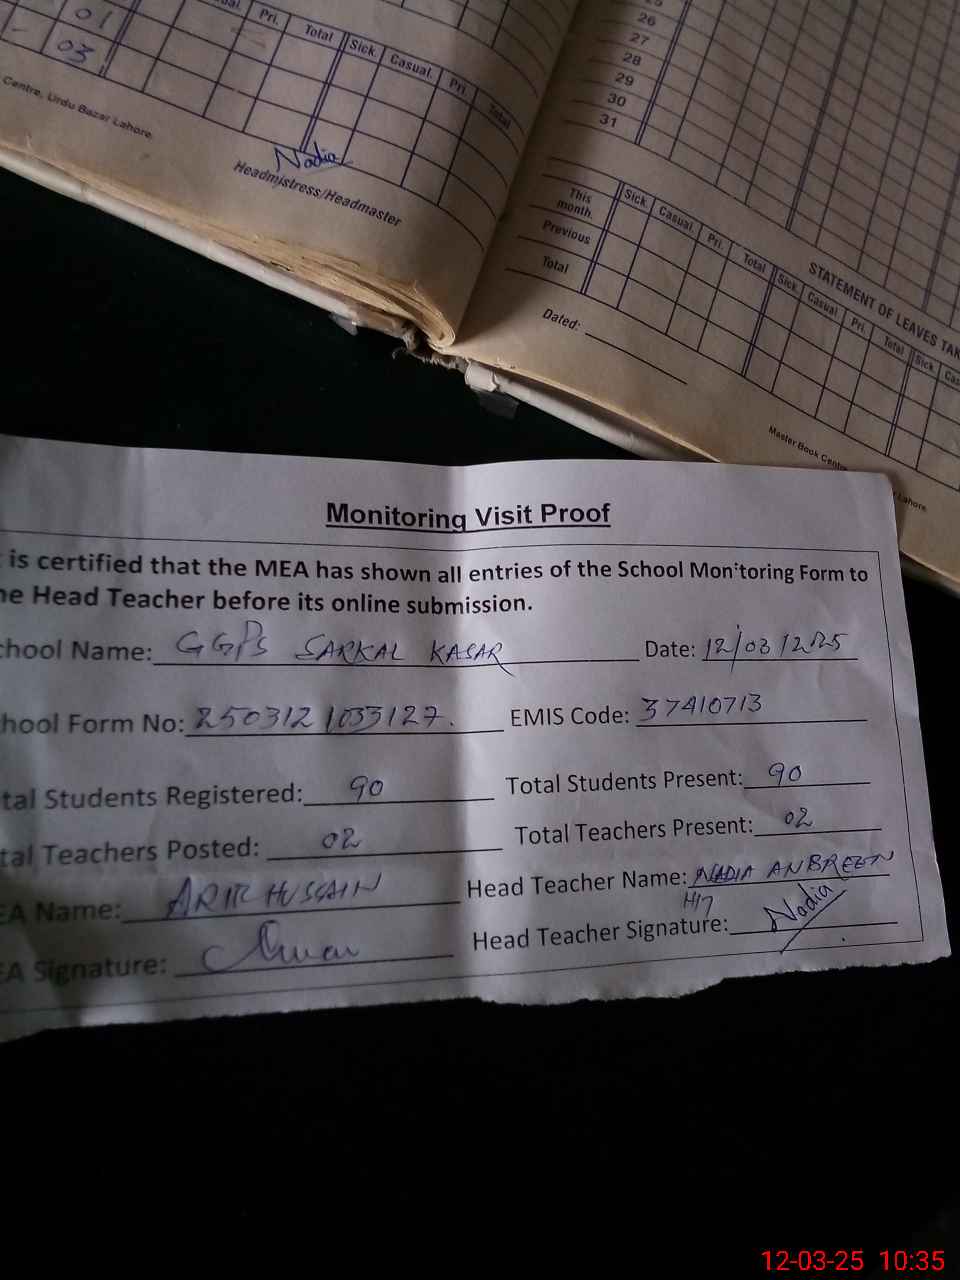 01
03
Pri. Total Sick. Casual. Pri. Total
Centre, Urdu Bazar Lahore
Nadia
Headmistress/Headmaster
26
27
28
29
30
31
This month.
Previous
Total
Sick. Casual. Pri. Total Sick. Casual Pri. Total Sick.
STATEMENT OF LEAVES TAK
Dated:
Master Book Centre
Lahore
Monitoring Visit Proof
is certified that the MEA has shown all entries of the School Monitoring Form to
he Head Teacher before its online submission.
chool Name: GGPS SARKAL KASAR Date: 12/03/2025
hool Form No: 250312 1033127. EMIS Code: 37410713
tal Students Registered: 90 Total Students Present: 90
tal Teachers Posted: 02 Total Teachers Present: 02
EA Name: HUSSAIN Head Teacher Name: NADIA ANBREEN
EA Signature: Head Teacher Signature: Nadia
12-03-25 10:35